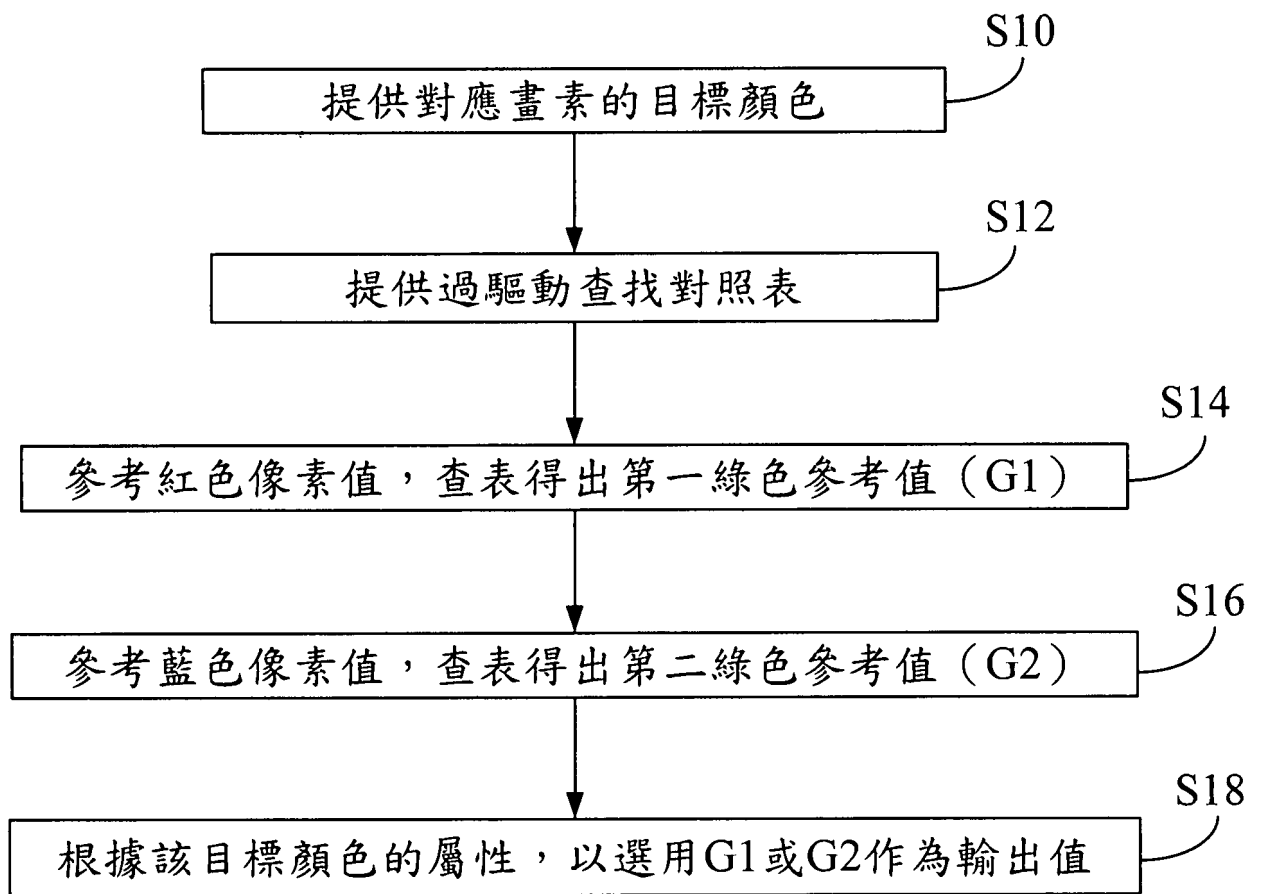 S10
提供對應畫素的目標顏色
S12
提供過驅動查找對照表
S14
參考紅色像素值，查表得出第一綠色參考值（G1）
S16
參考藍色像素值，查表得出第二綠色參考值（G2）
S18
根據該目標顏色的屬性，以選用G1或G2作為輸出值